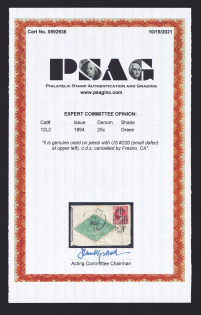 Cert No. 0592936
10/19/2021
PSAG
PHILATELIC STAMP AUTHENTICATION AND GRADING
www.psaginc.com
EXPERT COMMITTEE OPINION:
Cat# Issue Denom Shade
12L2 1894 25c Green
"It is genuine used on piece with US #220 (small defect
at upper left), c.d.s. cancelled by Fresno, CA".
Acting Committee Chairman